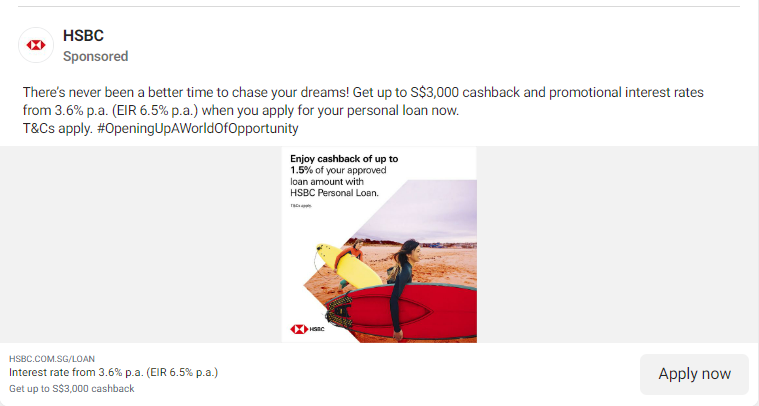 HSBC
Sponsored
There's never been a better time to chase your dreams! Get up to S$3,000 cashback and promotional interest rates
from 3.6% p.a. (EIR 6.5% p.a.) when you apply for your personal loan now.
T&Cs apply. #OpeningUpAWorldOfOpportunity
Enjoy cashback of up to
1.5% of your approved
loan amount with
HSBC Personal Loan.
T&Cs apply.
HSBC
HSBC.COM.SG/LOAN
Interest rate from 3.6% p.a. (EIR 6.5% p.a.)
Get up to S$3,000 cashback
Apply now